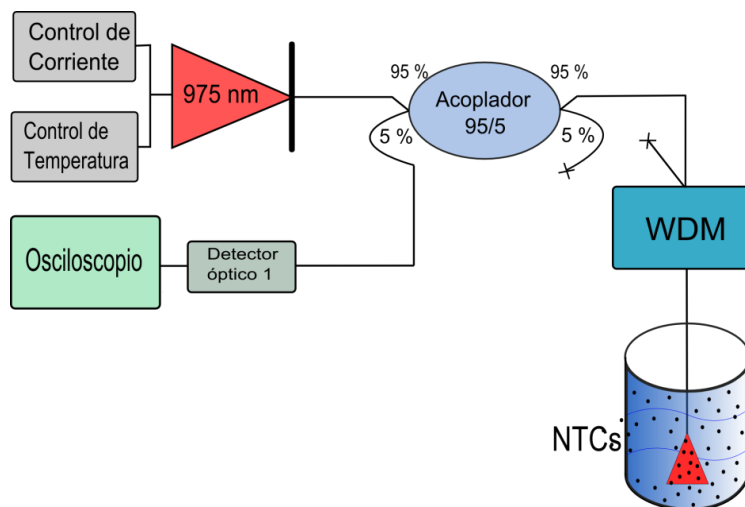 Control de
Corriente
975 nm
95 %
95 %
Acoplador
95/5
5 %
5 %
Control de
Temperatura
WDM
Osciloscopio
Detector
óptico 1
NTCs